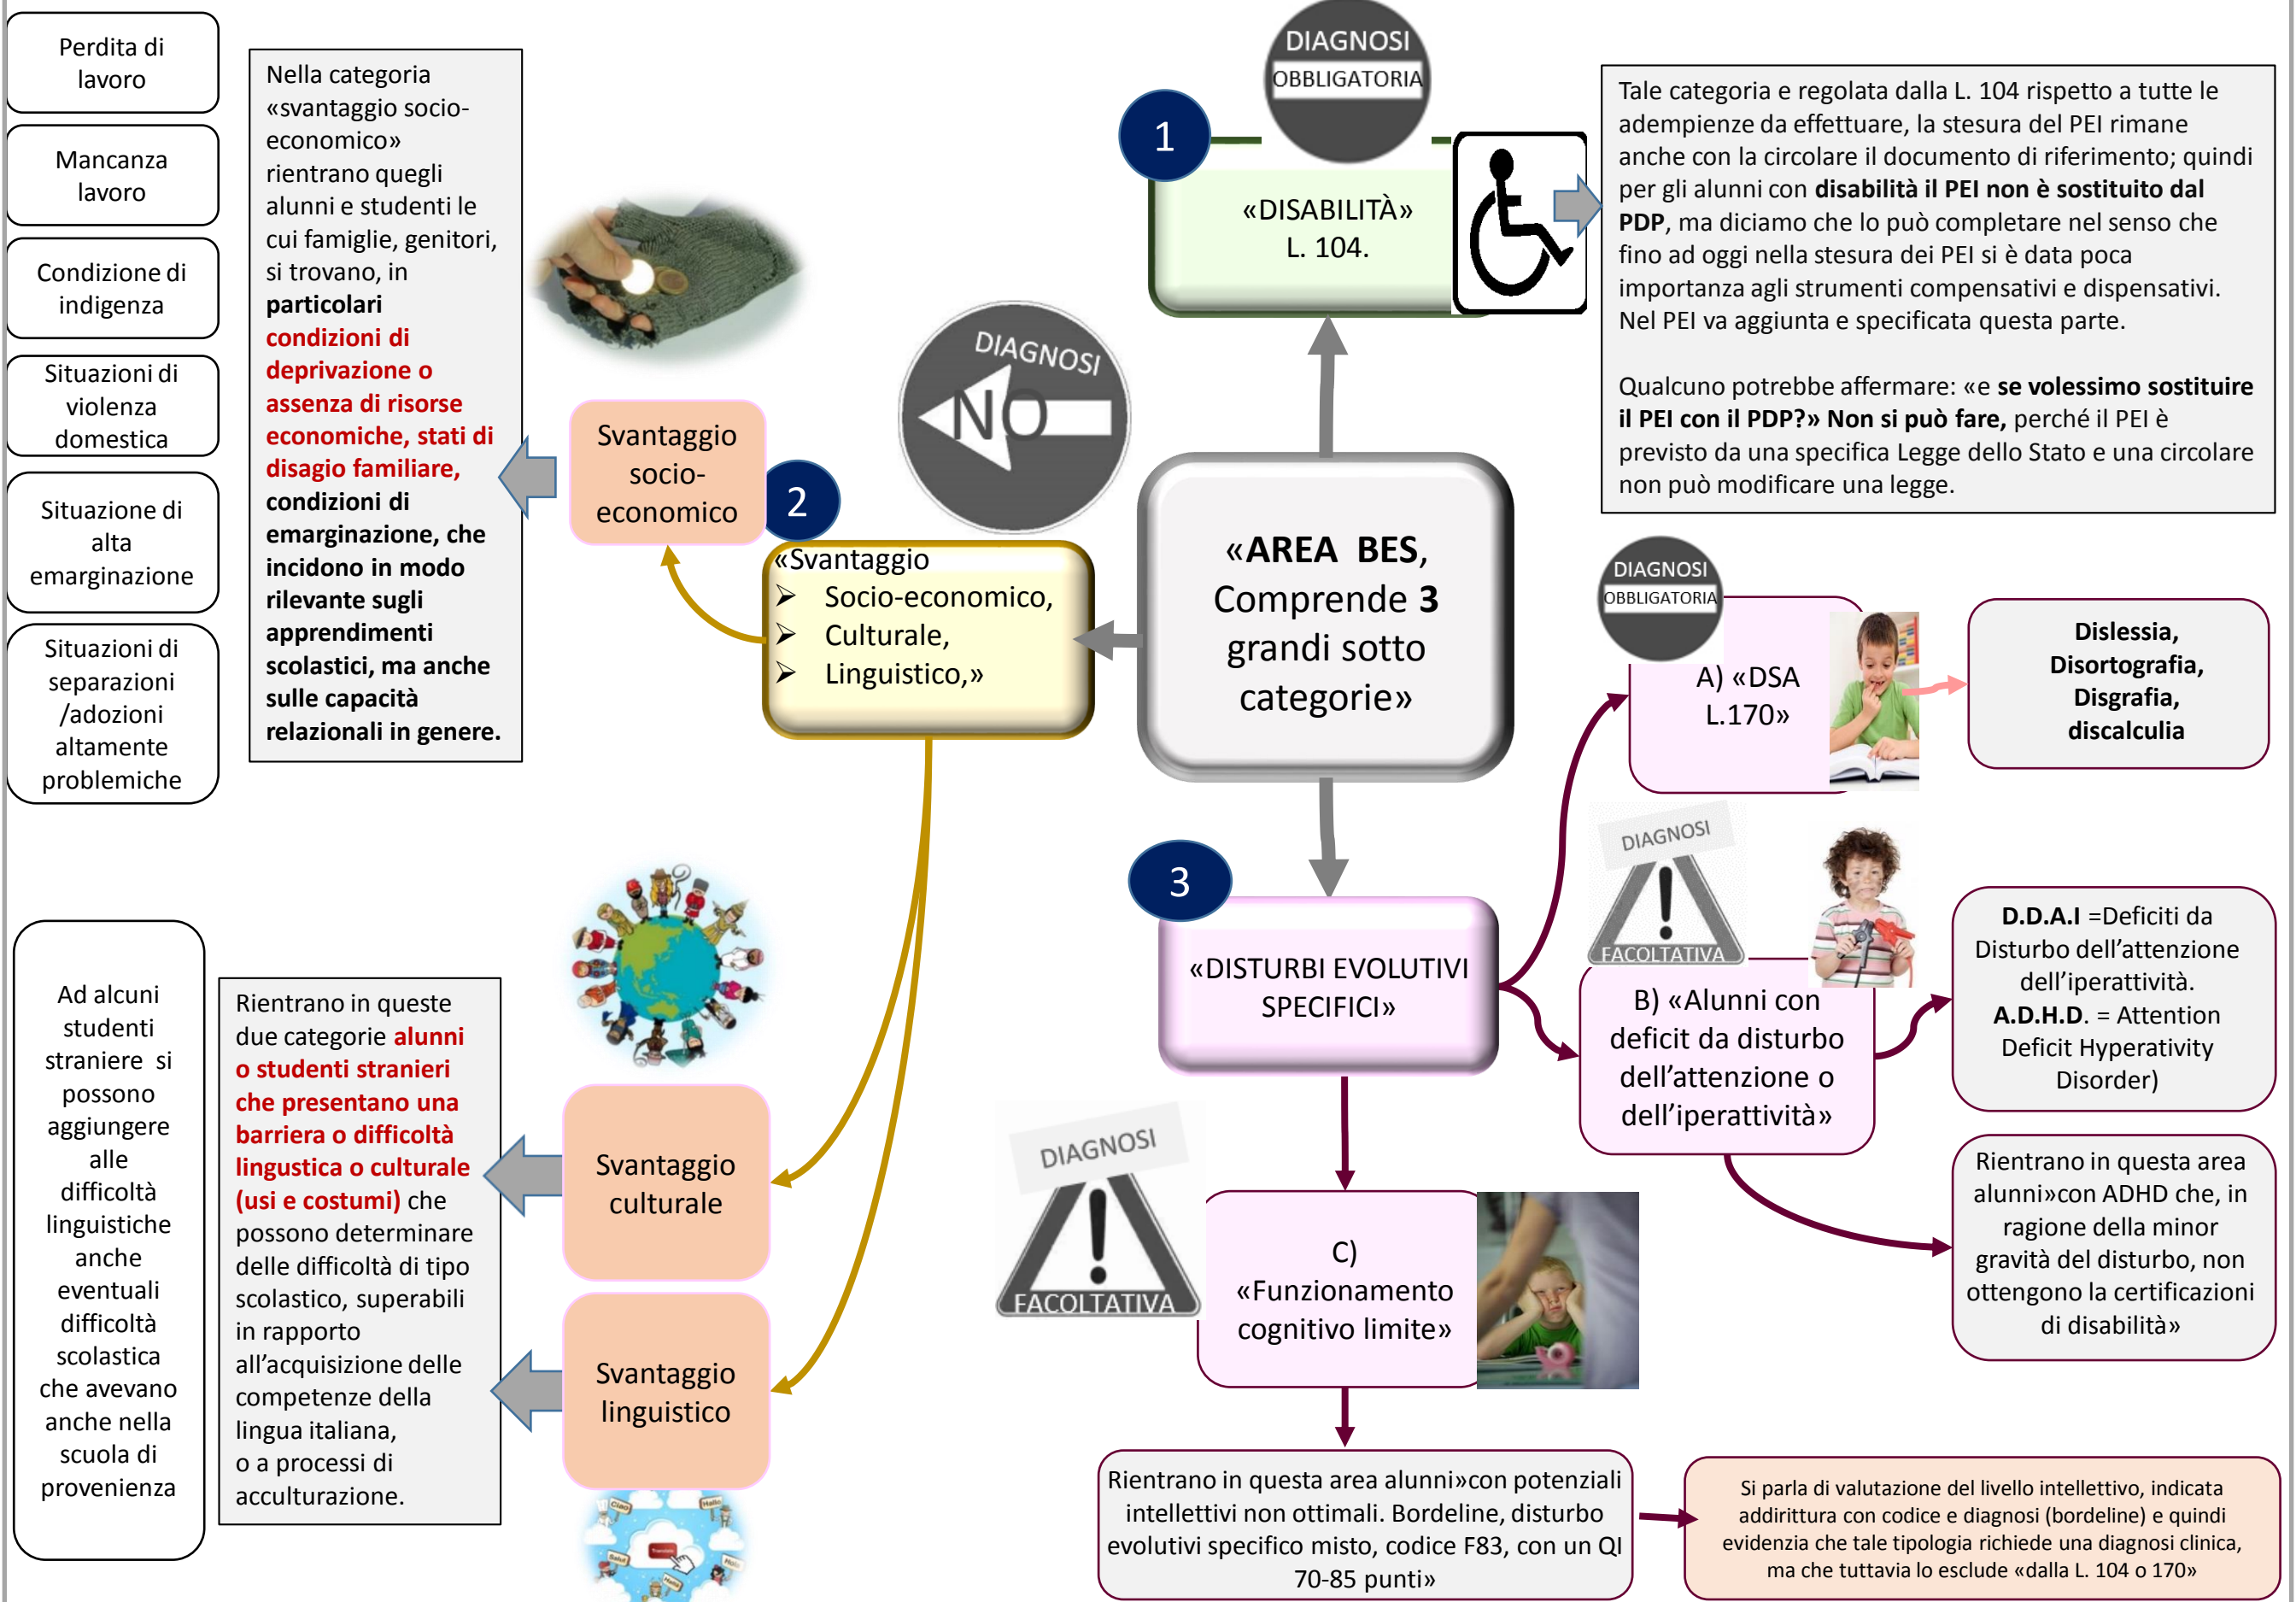 Perdita di
lavoro
Mancanza
lavoro
Condizione di
indigenza
Situazioni di
violenza
domestica
Situazione di
alta
emarginazione
Situazioni di
separazioni
/adozioni
altamente
problemiche
Nella categoria
«svantaggio socio-
economico»
rientrano quegli
alunni e studenti le
cui famiglie, genitori,
si trovano, in
particolari
condizioni di
deprivazione o
assenza di risorse
economiche, stati di
disagio familiare,
condizioni di
emarginazione, che
incidono in modo
rilevante sugli
apprendimenti
scolastici, ma anche
sulle capacità
relazionali in genere.
Svantaggio
socio-
economico
DIAGNOSI
NO
2
«Svantaggio
➢ Socio-economico,
➢ Culturale,
➢ Linguistico,»
DIAGNOSI
OBBLIGATORIA
1
«DISABILITÀ»
L. 104.
Tale categoria e regolata dalla L. 104 rispetto a tutte le
adempienze da effettuare, la stesura del PEI rimane
anche con la circolare il documento di riferimento; quindi
per gli alunni con disabilità il PEI non è sostituito dal
PDP, ma diciamo che lo può completare nel senso che
fino ad oggi nella stesura dei PEI si è data poca
importanza agli strumenti compensativi e dispensativi.
Nel PEI va aggiunta e specificata questa parte.
Qualcuno potrebbe affermare: «e se volessimo sostituire
il PEI con il PDP?» Non si può fare, perché il PEI è
previsto da una specifica Legge dello Stato e una circolare
non può modificare una legge.
«AREA BES,
Comprende 3
grandi sotto
categorie»
DIAGNOSI
OBBLIGATORIA
A) «DSA
L.170»
Dislessia,
Disortografia,
Disgrafia,
discalculia
3
«DISTURBI EVOLUTIVI
SPECIFICI»
DIAGNOSI
FACOLTATIVA
B) «Alunni con
deficit da disturbo
dell’attenzione o
dell’iperattività»
D.D.A.I =Deficiti da
Disturbo dell’attenzione
dell’iperattività.
A.D.H.D. = Attention
Deficit Hyperativity
Disorder)
Rientrano in questa area
alunni»con ADHD che, in
ragione della minor
gravità del disturbo, non
ottengono la certificazioni
di disabilità»
DIAGNOSI
FACOLTATIVA
C)
«Funzionamento
cognitivo limite»
Rientrano in questa area alunni»con potenziali
intellettivi non ottimali. Bordeline, disturbo
evolutivi specifico misto, codice F83, con un QI
70-85 punti»
Si parla di valutazione del livello intellettivo, indicata
addirittura con codice e diagnosi (bordeline) e quindi
evidenzia che tale tipologia richiede una diagnosi clinica,
ma che tuttavia lo esclude «dalla L. 104 o 170»
Ad alcuni
studenti
straniere si
possono
aggiungere
alle
difficoltà
linguistiche
anche
eventuali
difficoltà
scolastica
che avevano
anche nella
scuola di
provenienza
Rientrano in queste
due categorie alunni
o studenti stranieri
che presentano una
barriera o difficoltà
lingustica o culturale
(usi e costumi) che
possono determinare
delle difficoltà di tipo
scolastico, superabili
in rapporto
all’acquisizione delle
competenze della
lingua italiana,
o a processi di
acculturazione.
Svantaggio
culturale
Svantaggio
linguistico
Ciao
Hallo
Translate
Salut
Hola